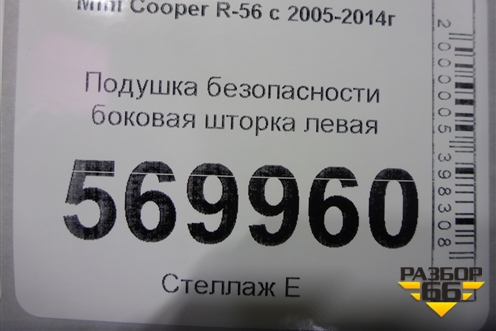 Mini Cooper R-56 с 2005-2014г
Подушка безопасности
боковая шторка левая
569960
Стеллаж Е
2000005398308
РАЗБОР
66